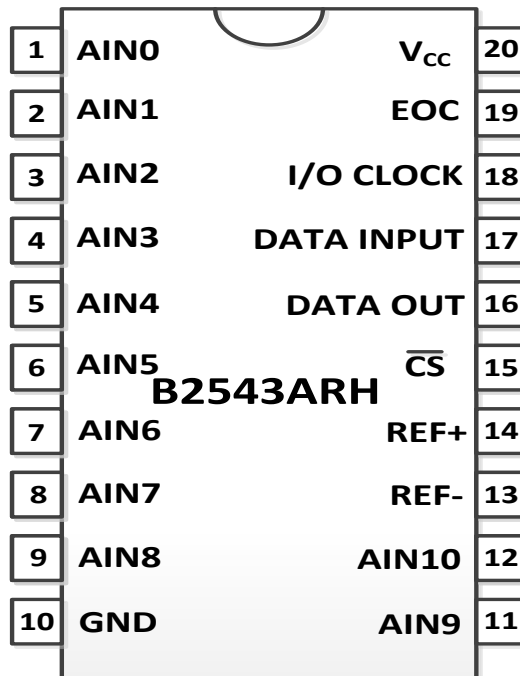 1 AIN0 V_CC 20
2 AIN1 EOC 19
3 AIN2 I/O CLOCK 18
4 AIN3 DATA INPUT 17
5 AIN4 DATA OUT 16
6 AIN5 C̅S̅ 15
B2543ARH
7 AIN6 REF+ 14
8 AIN7 REF- 13
9 AIN8 AIN10 12
10 GND AIN9 11